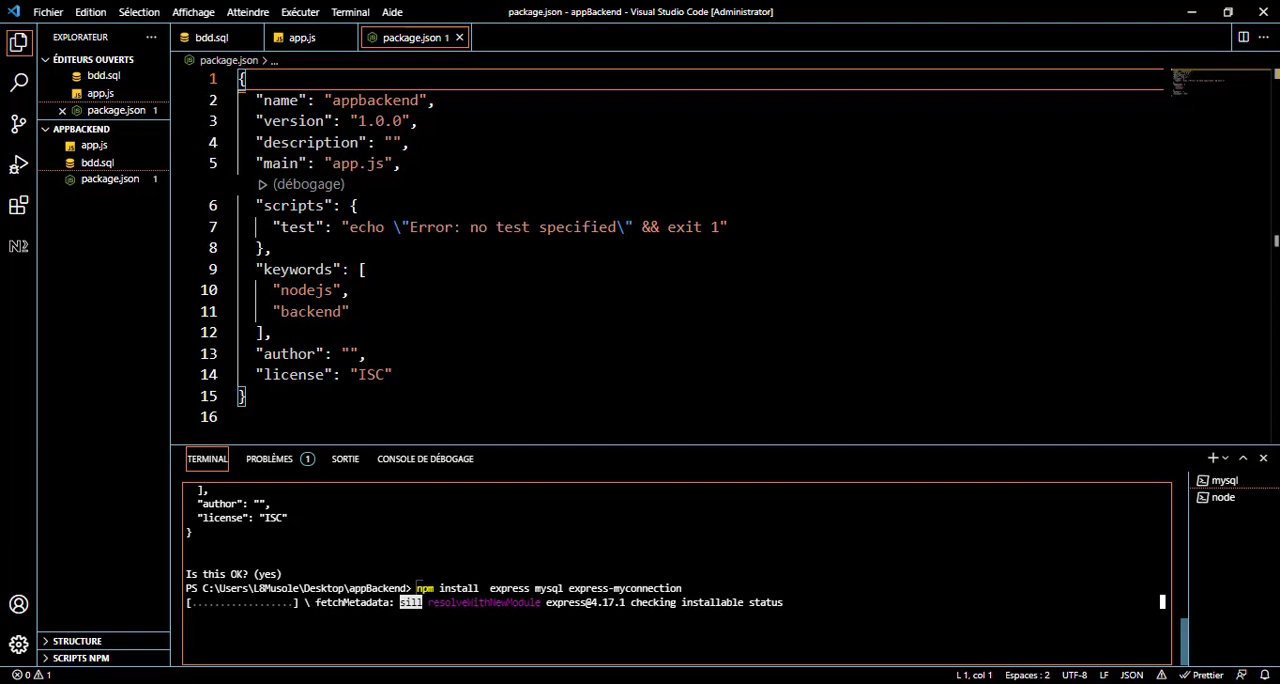 Fichier Edition Sélection Affichage Atteindre Exécuter Terminal Aide package.json - appBackend - Visual Studio Code [Administrator]
EXPLORATEUR
bdd.sql app.js package.json 1
ÉDITEURS OUVERTS
bdd.sql
app.js
package.json 1
APPBACKEND
app.js
bdd.sql
package.json 1
STRUCTURE
SCRIPTS NPM
package.json > ...
1 {
2 "name": "appbackend",
3 "version": "1.0.0",
4 "description": "",
5 "main": "app.js",
(débogage)
6 "scripts": {
7 "test": "echo \"Error: no test specified\" && exit 1"
8 },
9 "keywords": [
10 "nodejs",
11 "backend"
12 ],
13 "author": "",
14 "license": "ISC"
15 }
16
TERMINAL PROBLÈMES 1 SORTIE CONSOLE DE DÉBOGAGE
],
"author": "",
"license": "ISC"
}
Is this OK? (yes)
PS C:\Users\L8Musole\Desktop\appBackend> npm install  express mysql express-myconnection
[................] \ fetchMetadata: sill resolveWithNewModule express@4.17.1 checking installable status
mysql
node
0 1 L 1, col 1 Espaces : 2 UTF-8 LF JSON Prettier